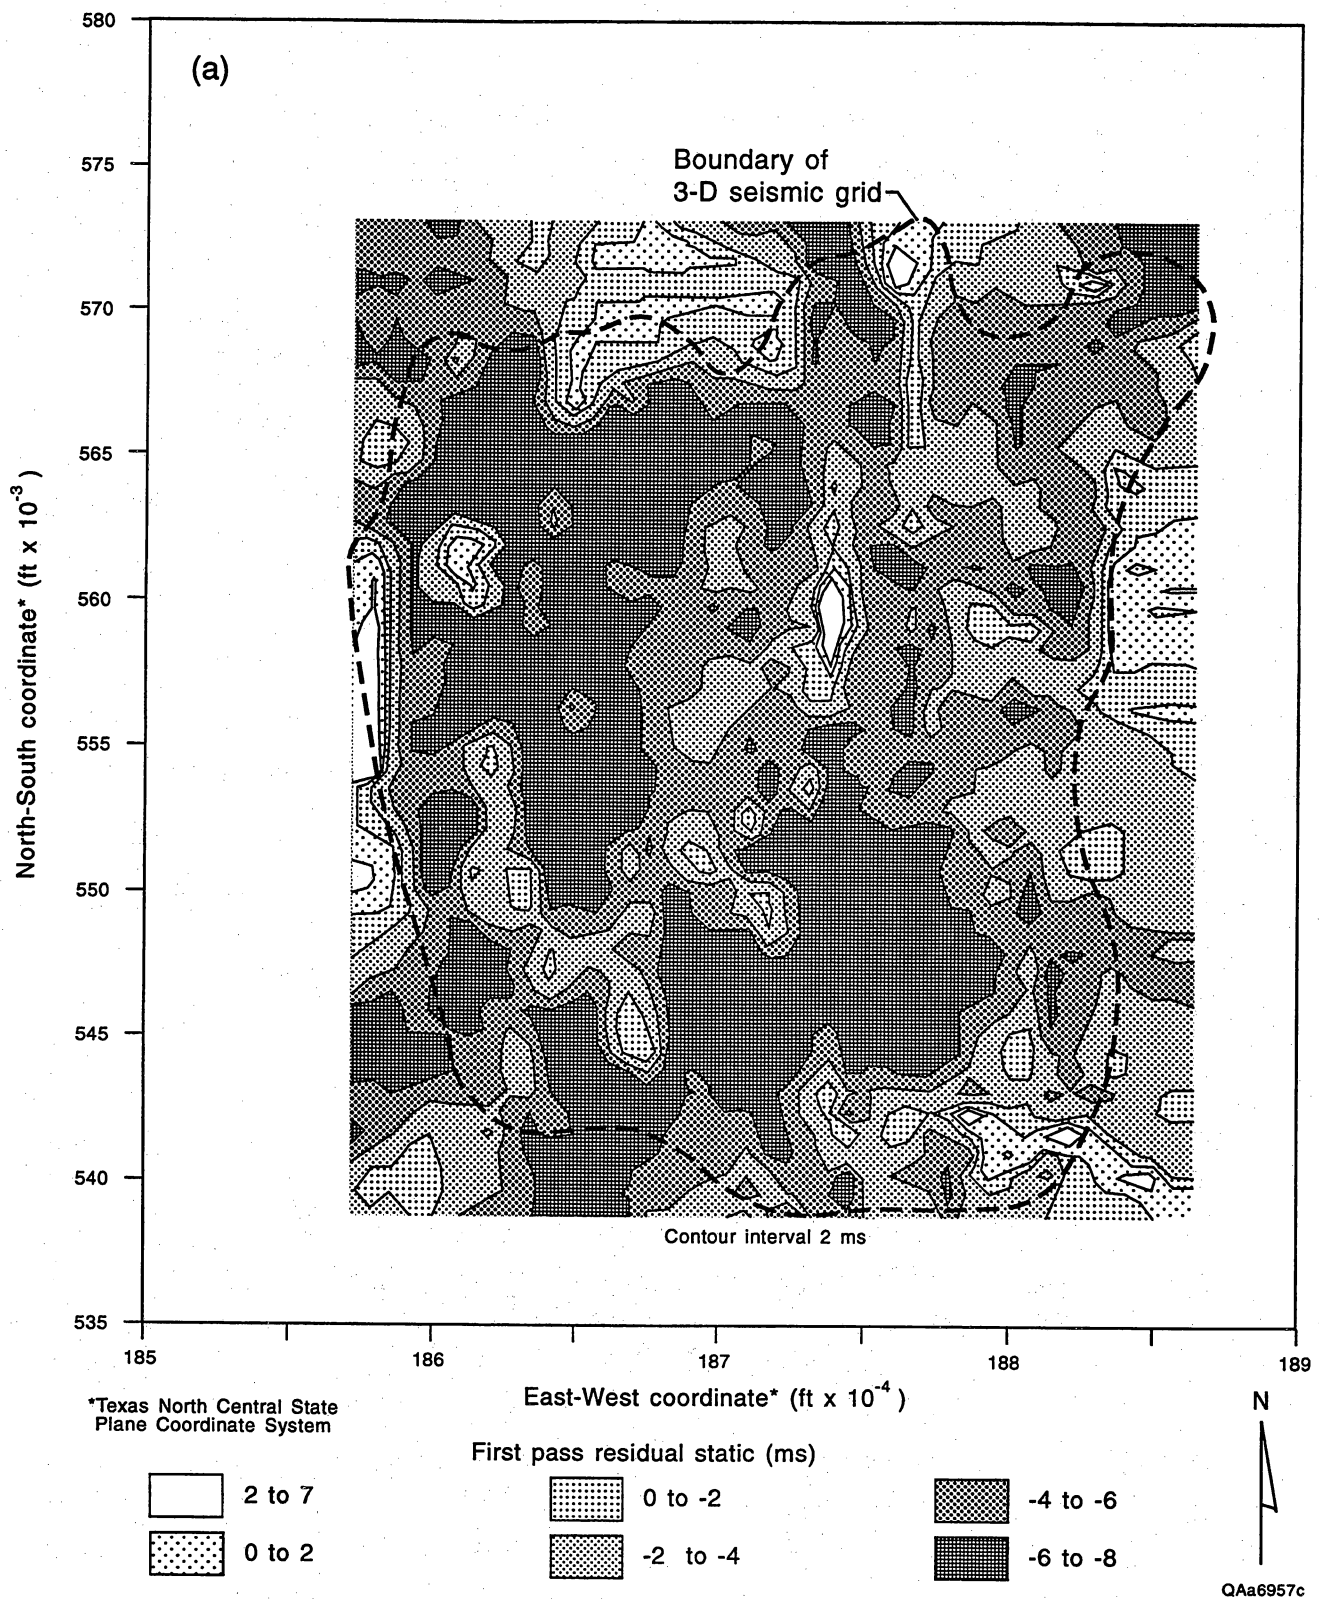 580
(a)
575
Boundary of
3-D seismic grid
570
565
560
555
550
545
540
535
North-South coordinate* (ft x 10-3 )
Contour interval 2 ms
185
186
187
188
189
East-West coordinate* (ft x 10-4 )
*Texas North Central State
Plane Coordinate System
N
First pass residual static (ms)
2 to 7
0 to -2
-4 to -6
0 to 2
-2 to -4
-6 to -8
QAa6957c